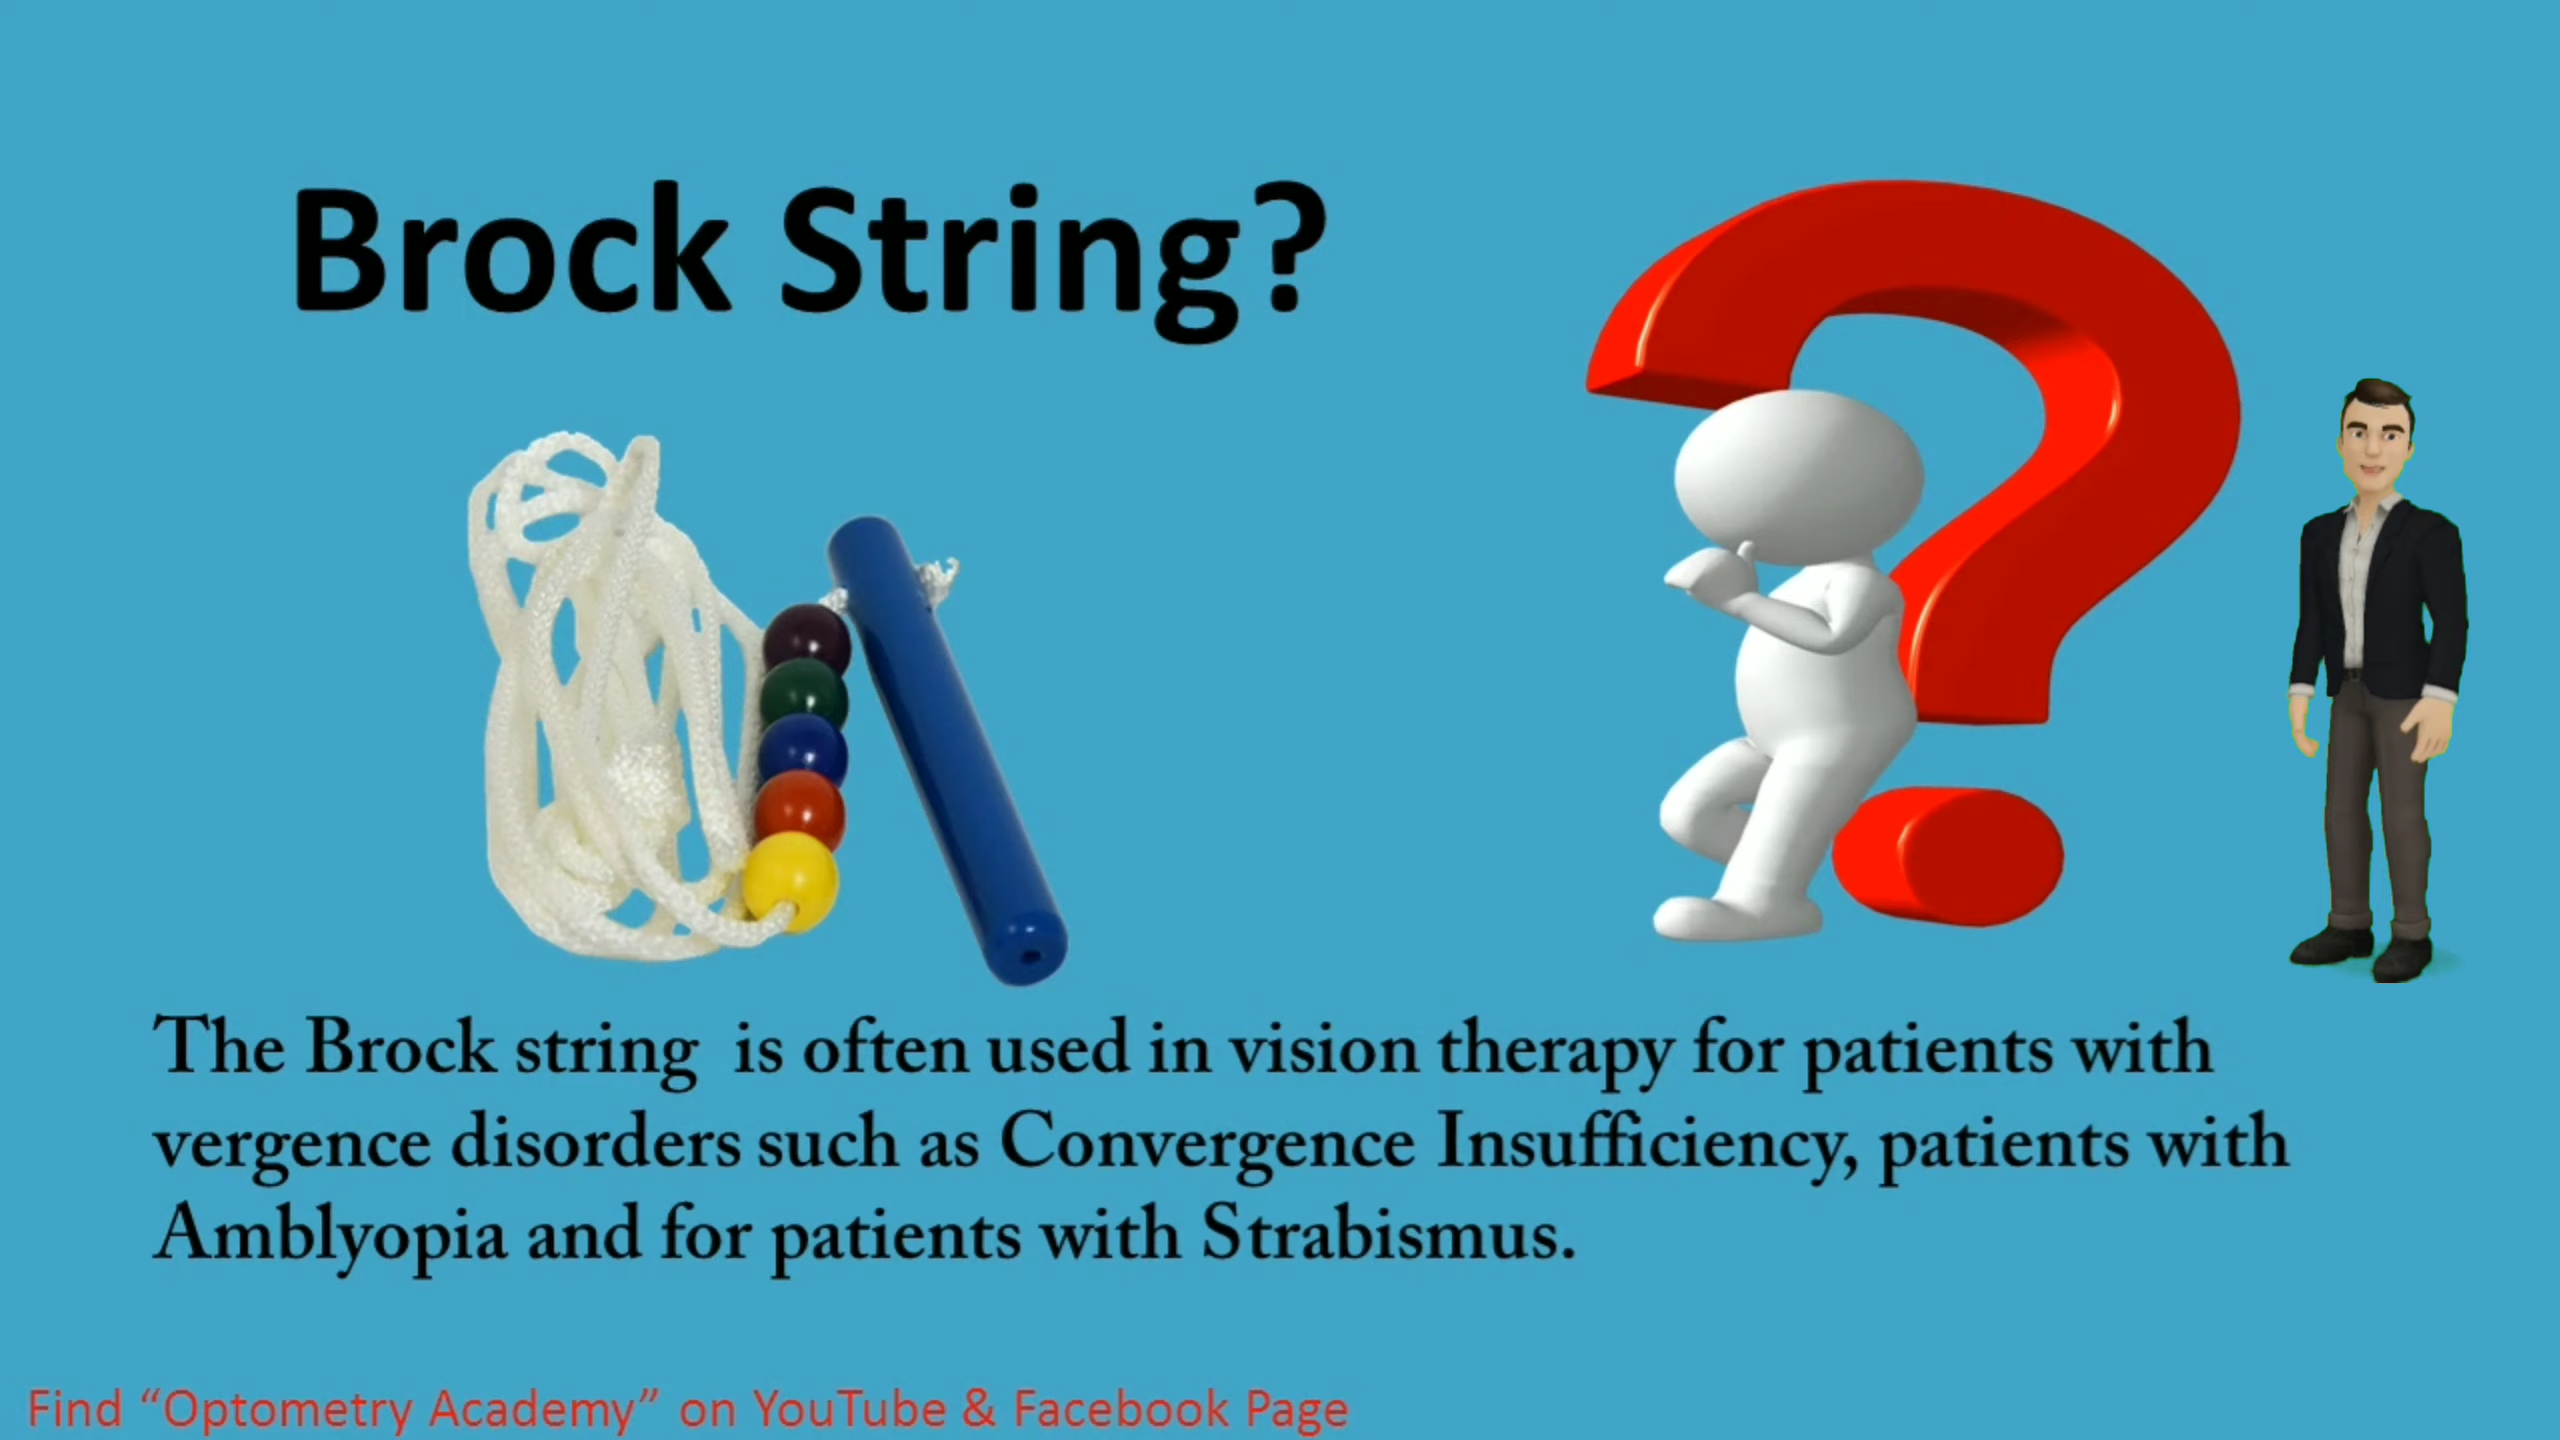 Brock String?
The Brock string  is often used in vision therapy for patients with
vergence disorders such as Convergence Insufficiency, patients with
Amblyopia and for patients with Strabismus.
Find “Optometry Academy” on YouTube & Facebook Page